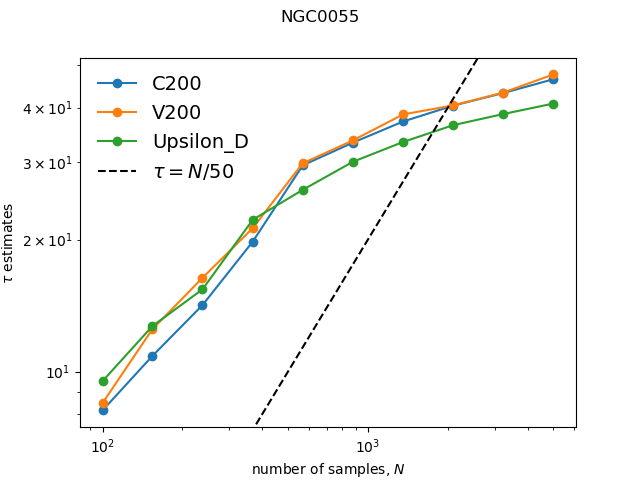 NGC0055
C200
V200
Upsilon_D
τ = N/50
τ estimates
4 × 10¹
3 × 10¹
2 × 10¹
10¹
10²
10³
number of samples, N